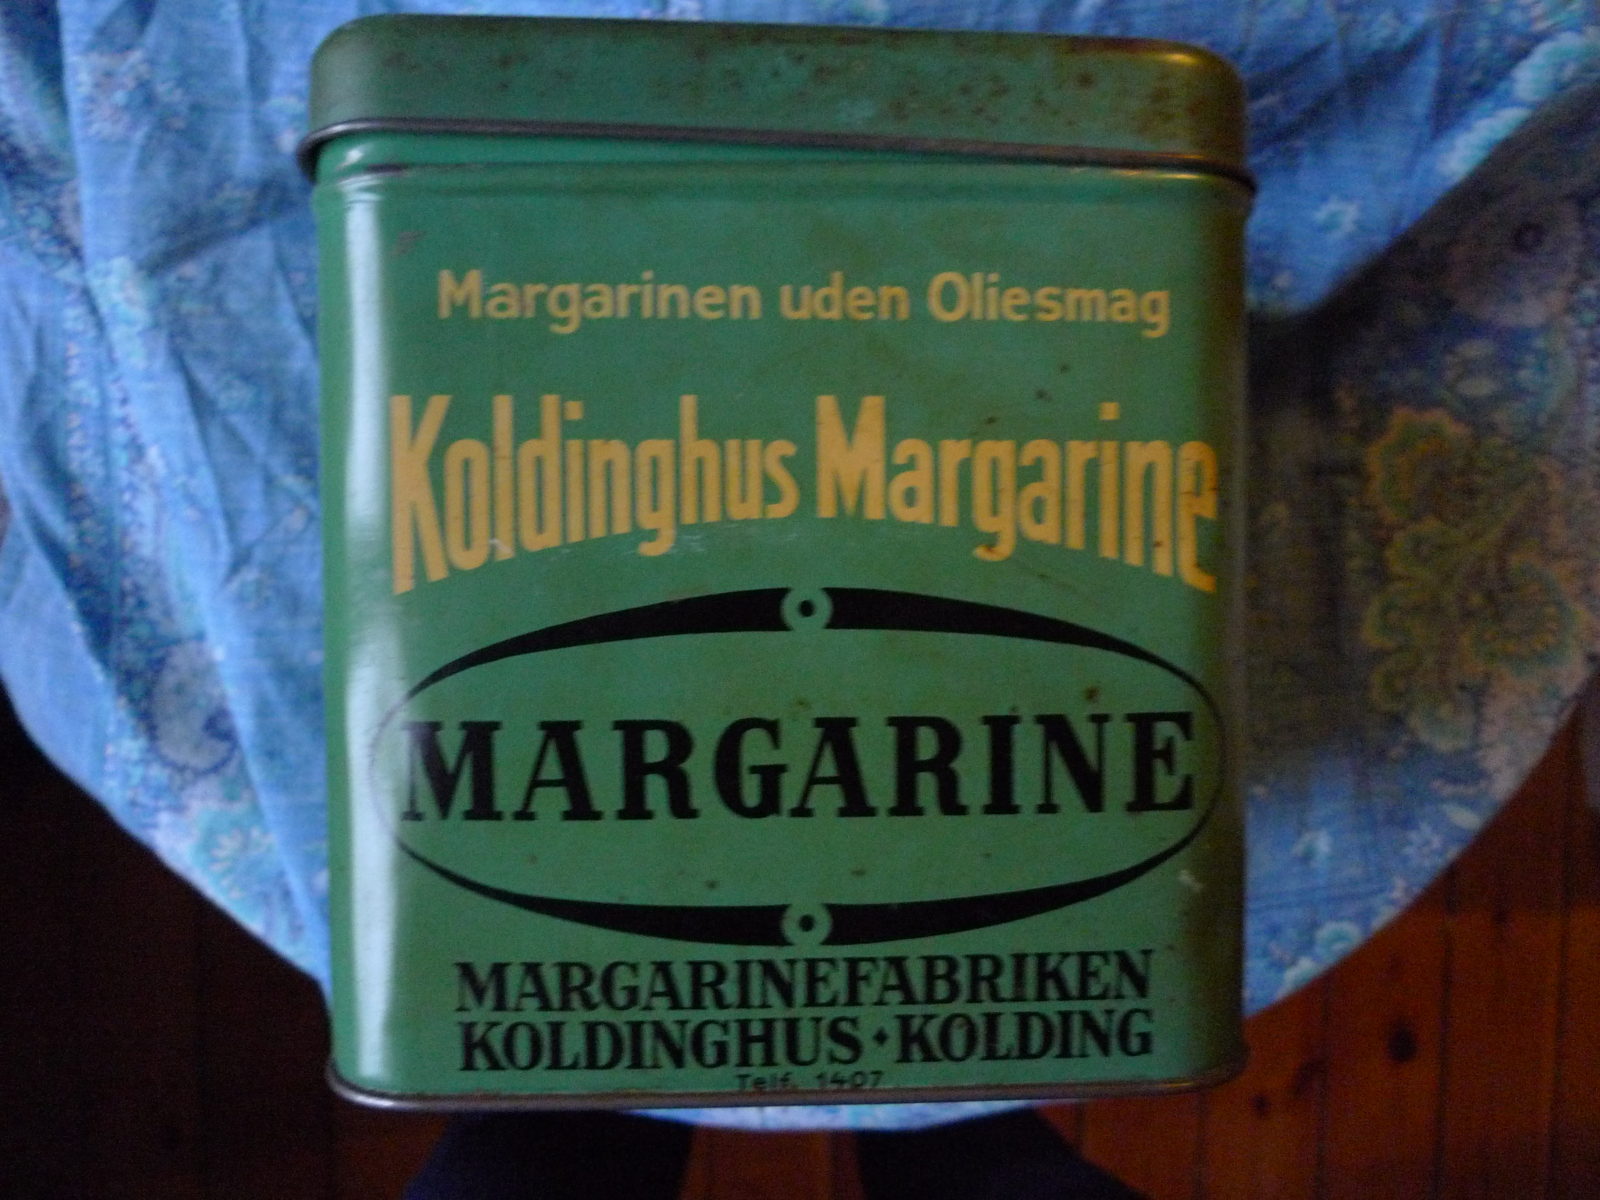 Margarinen uden Oliesmag
Koldinghus Margarine
MARGARINE
MARGARINEFABRIKEN
KOLDINGHUS · KOLDING
Telf. 1407